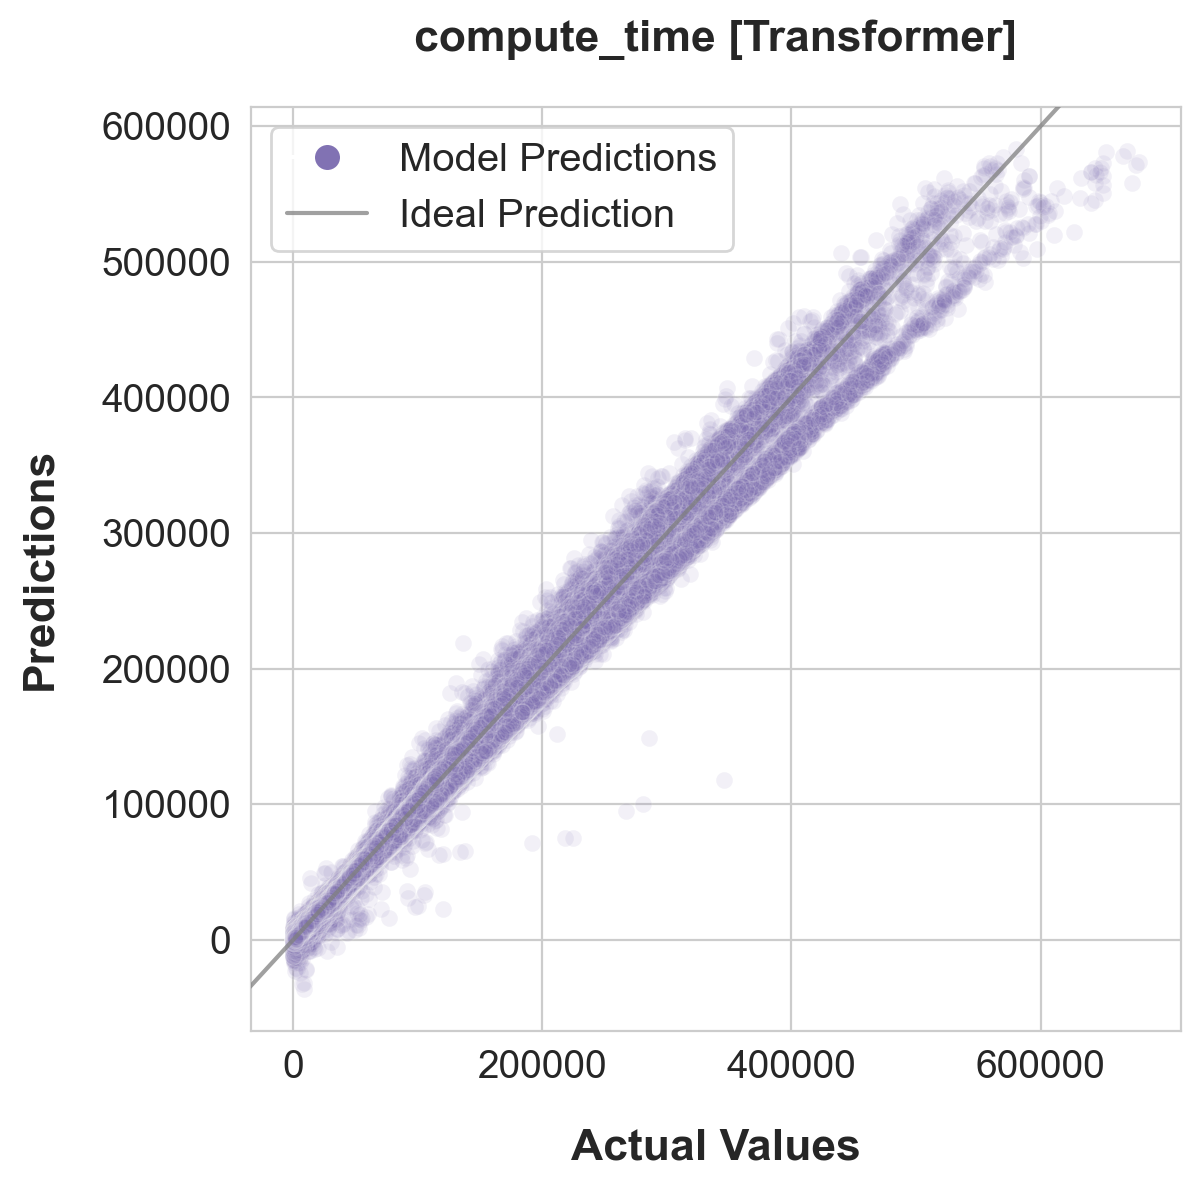 compute_time [Transformer]
Model Predictions
Ideal Prediction
600000
500000
400000
300000
200000
100000
0
Predictions
0
200000
400000
600000
Actual Values